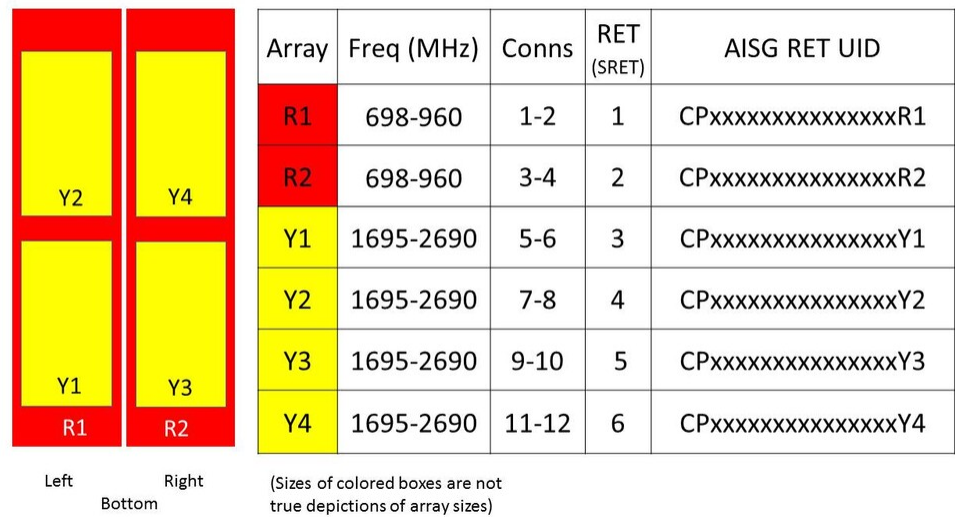 Y2
Y4
Y1
Y3
R1
R2
Left
Right
Bottom
Array Freq (MHz) Conns RET (SRET) AISG RET UID
R1 698-960 1-2 1 CPxxxxxxxxxxxxxxxR1
R2 698-960 3-4 2 CPxxxxxxxxxxxxxxxR2
Y1 1695-2690 5-6 3 CPxxxxxxxxxxxxxxxY1
Y2 1695-2690 7-8 4 CPxxxxxxxxxxxxxxxY2
Y3 1695-2690 9-10 5 CPxxxxxxxxxxxxxxxY3
Y4 1695-2690 11-12 6 CPxxxxxxxxxxxxxxxY4
(Sizes of colored boxes are not
true depictions of array sizes)